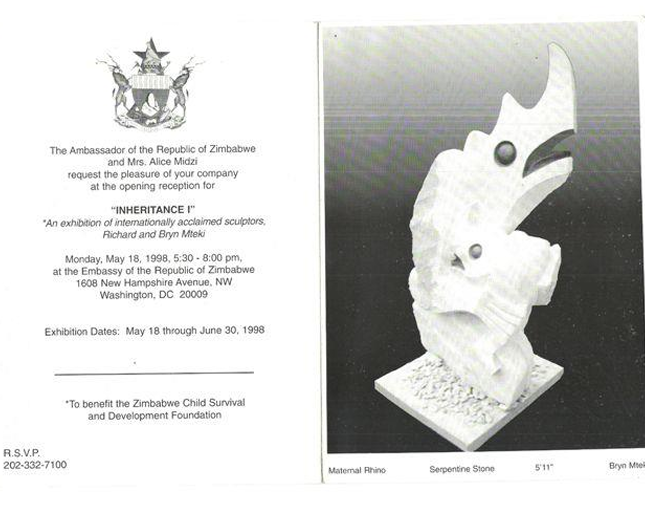 The Ambassador of the Republic of Zimbabwe
and Mrs. Alice Midzi
request the pleasure of your company
at the opening reception for
"INHERITANCE I"
*An exhibition of internationally acclaimed sculptors,
Richard and Bryn Mteki
Monday, May 18, 1998, 5:30 - 8:00 pm,
at the Embassy of the Republic of Zimbabwe
1608 New Hampshire Avenue, NW
Washington, DC 20009
Exhibition Dates: May 18 through June 30, 1998
*To benefit the Zimbabwe Child Survival
and Development Foundation
R.S.V.P.
202-332-7100
Maternal Rhino Serpentine Stone 5'11" Bryn Mtek